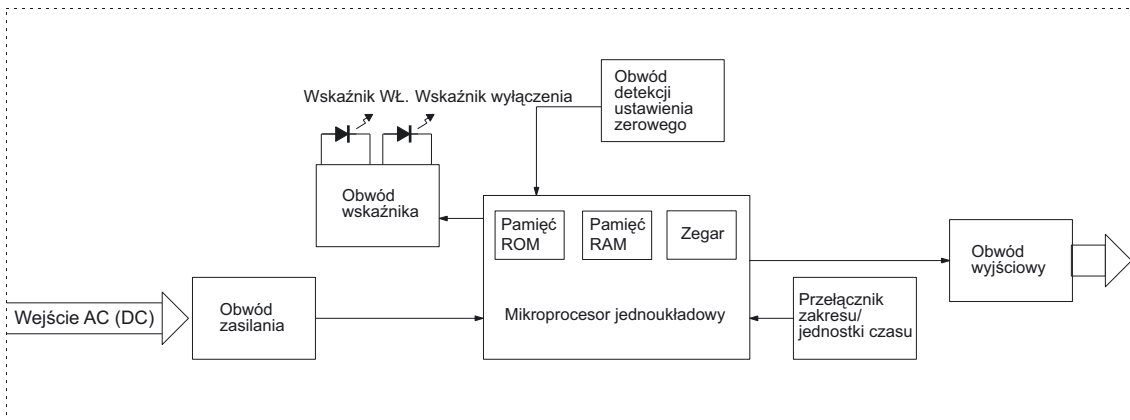 Obwód
detekcji
ustawienia
zerowego
Wskaźnik WŁ. Wskaźnik wyłączenia
Obwód
wskaźnika
Pamięć
ROM
Pamięć
RAM
Zegar
Mikroprocesor jednoukładowy
Obwód
wyjściowy
Wejście AC (DC)
Obwód
zasilania
Przełącznik
zakresu/
jednostki czasu